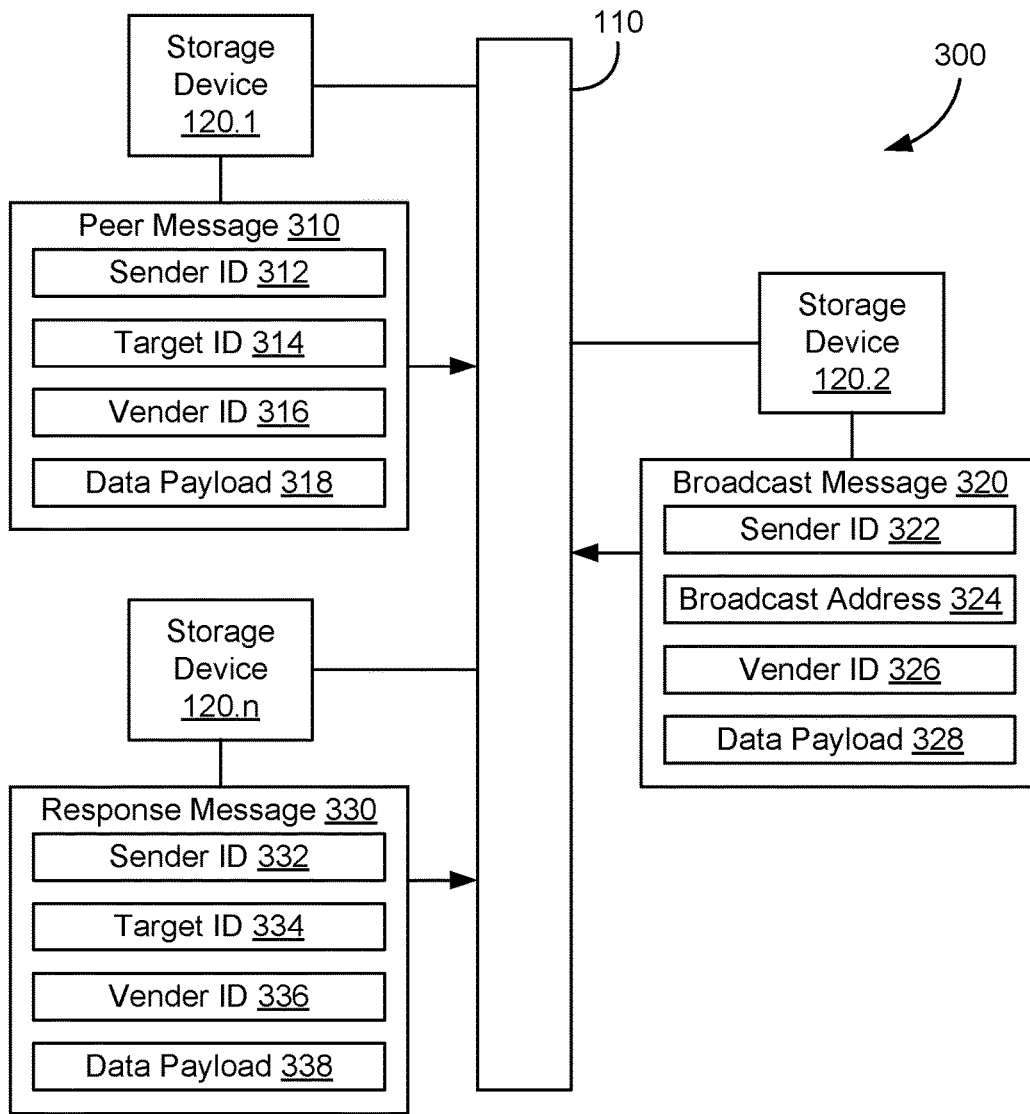 Storage
Device
120.1
110
300
Peer Message 310
Sender ID 312
Target ID 314
Vender ID 316
Data Payload 318
Storage
Device
120.2
Broadcast Message 320
Sender ID 322
Broadcast Address 324
Vender ID 326
Data Payload 328
Storage
Device
120.n
Response Message 330
Sender ID 332
Target ID 334
Vender ID 336
Data Payload 338